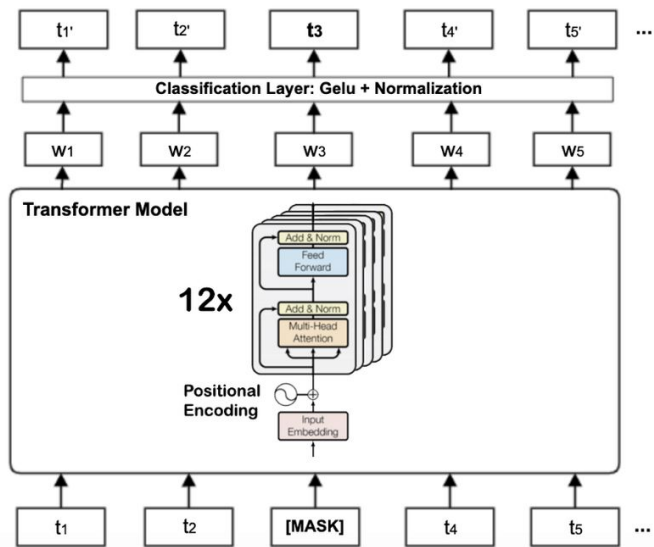 t1' t2' t3 t4' t5' ...
Classification Layer: Gelu + Normalization
W1 W2 W3 W4 W5
Transformer Model
Add & Norm
Feed
Forward
12x
Add & Norm
Multi-Head
Attention
Positional
Encoding
Input
Embedding
t1 t2 [MASK] t4 t5 ...